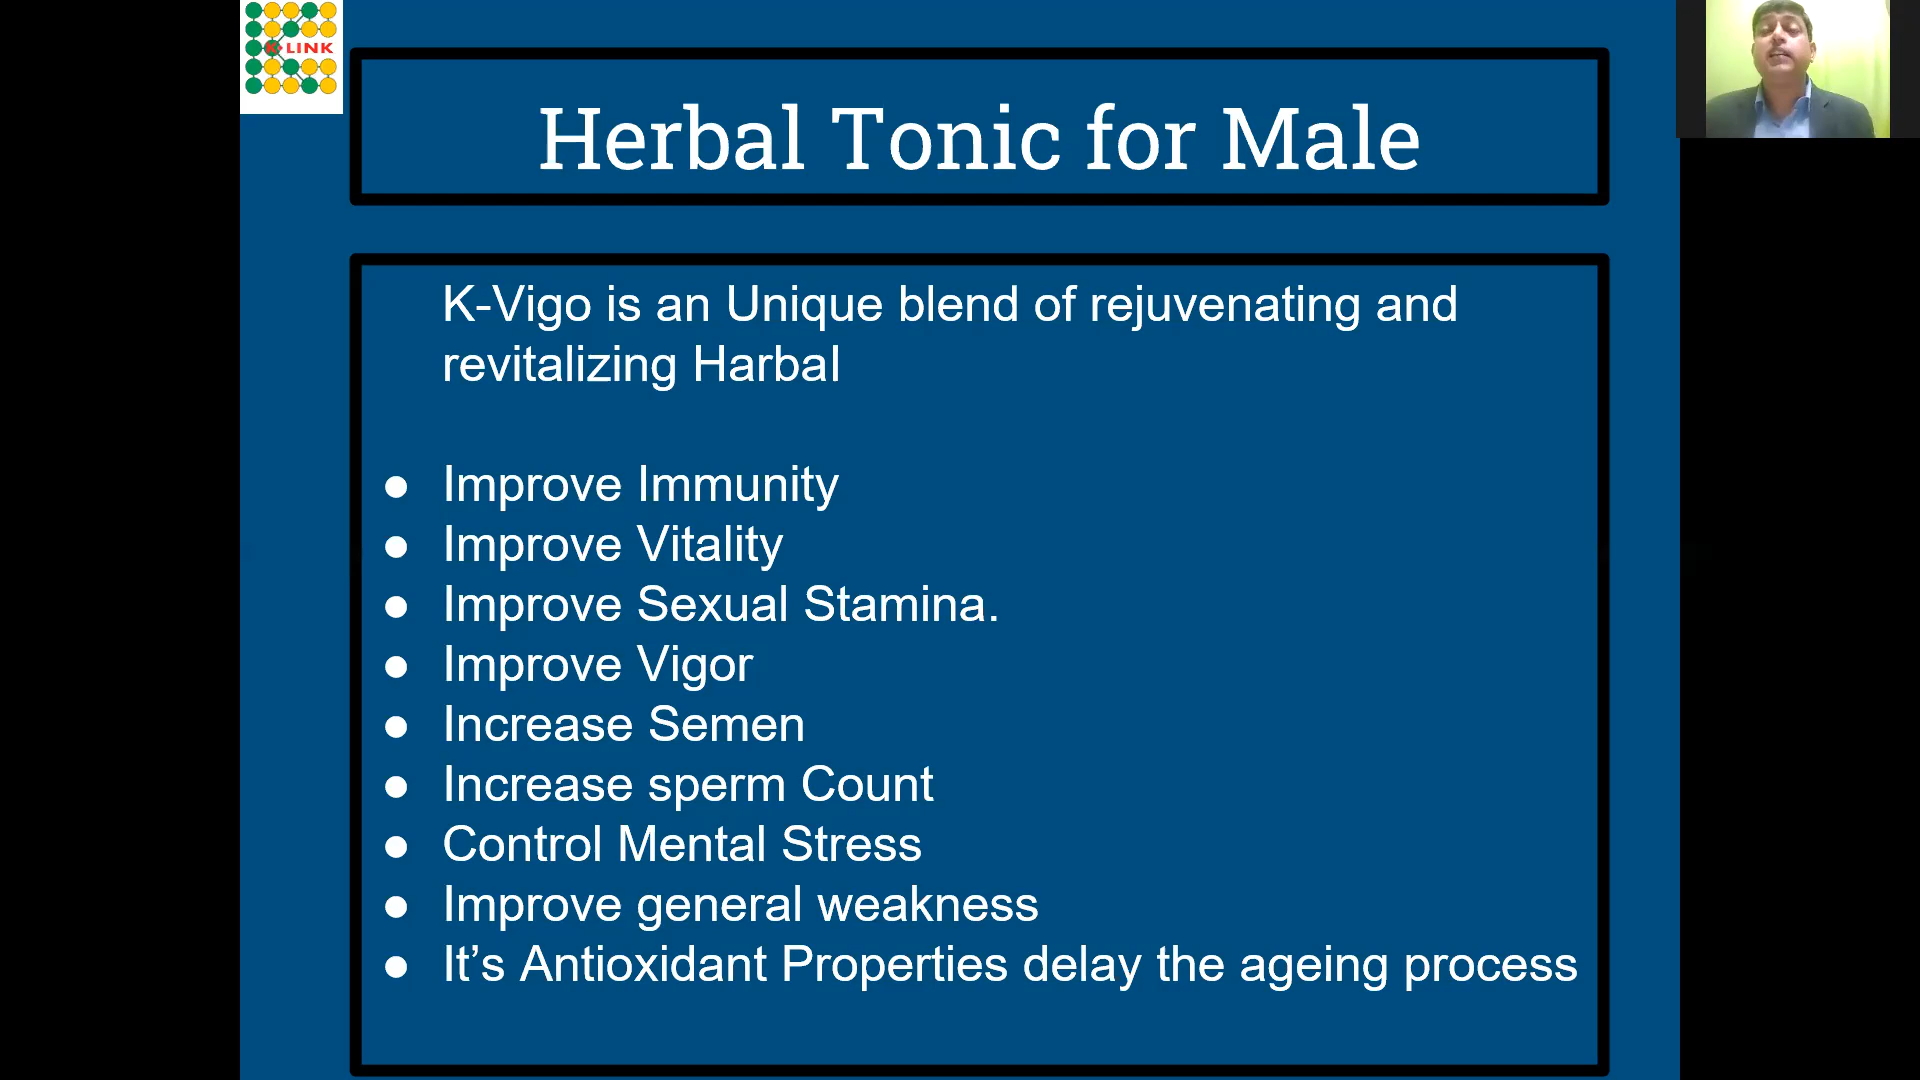 K-LINK
Herbal Tonic for Male
K-Vigo is an Unique blend of rejuvenating and
revitalizing Harbal
● Improve Immunity
● Improve Vitality
● Improve Sexual Stamina.
● Improve Vigor
● Increase Semen
● Increase sperm Count
● Control Mental Stress
● Improve general weakness
● It’s Antioxidant Properties delay the ageing process